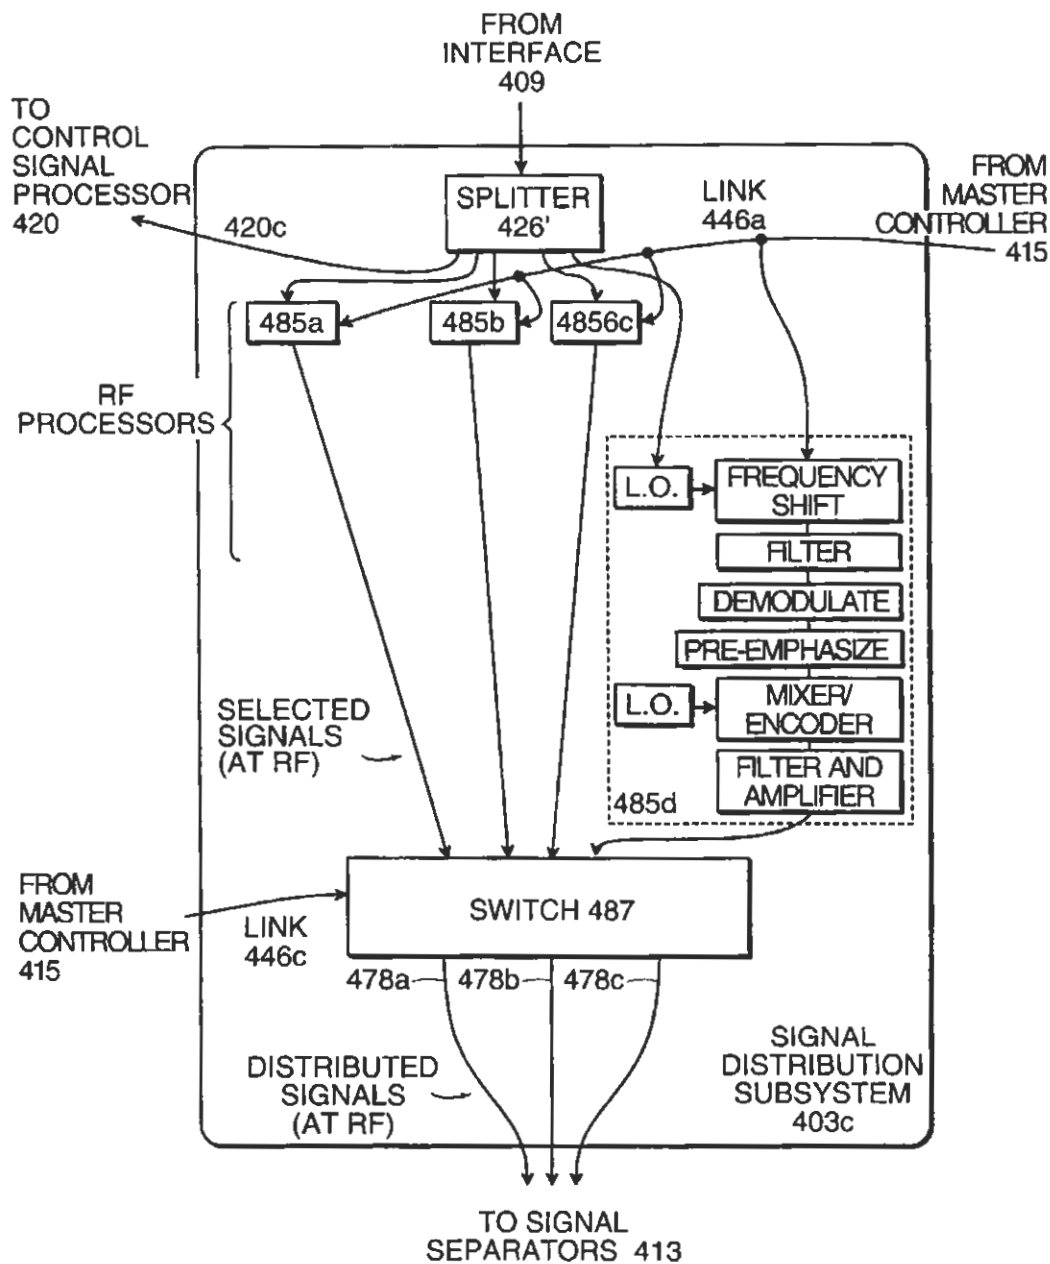 FROM
INTERFACE
409
TO
CONTROL
SIGNAL
PROCESSOR
420
420c
SPLITTER
426'
LINK
446a
FROM
MASTER
CONTROLLER
415
485a
485b
4856c
RF
PROCESSORS
L.O.
FREQUENCY
SHIFT
FILTER
DEMODULATE
PRE-EMPHASIZE
L.O.
MIXER/
ENCODER
FILTER AND
AMPLIFIER
485d
SELECTED
SIGNALS
(AT RF)
FROM
MASTER
CONTROLLER
415
LINK
446c
SWITCH 487
478a
478b
478c
DISTRIBUTED
SIGNALS
(AT RF)
SIGNAL
DISTRIBUTION
SUBSYSTEM
403c
TO SIGNAL
SEPARATORS 413